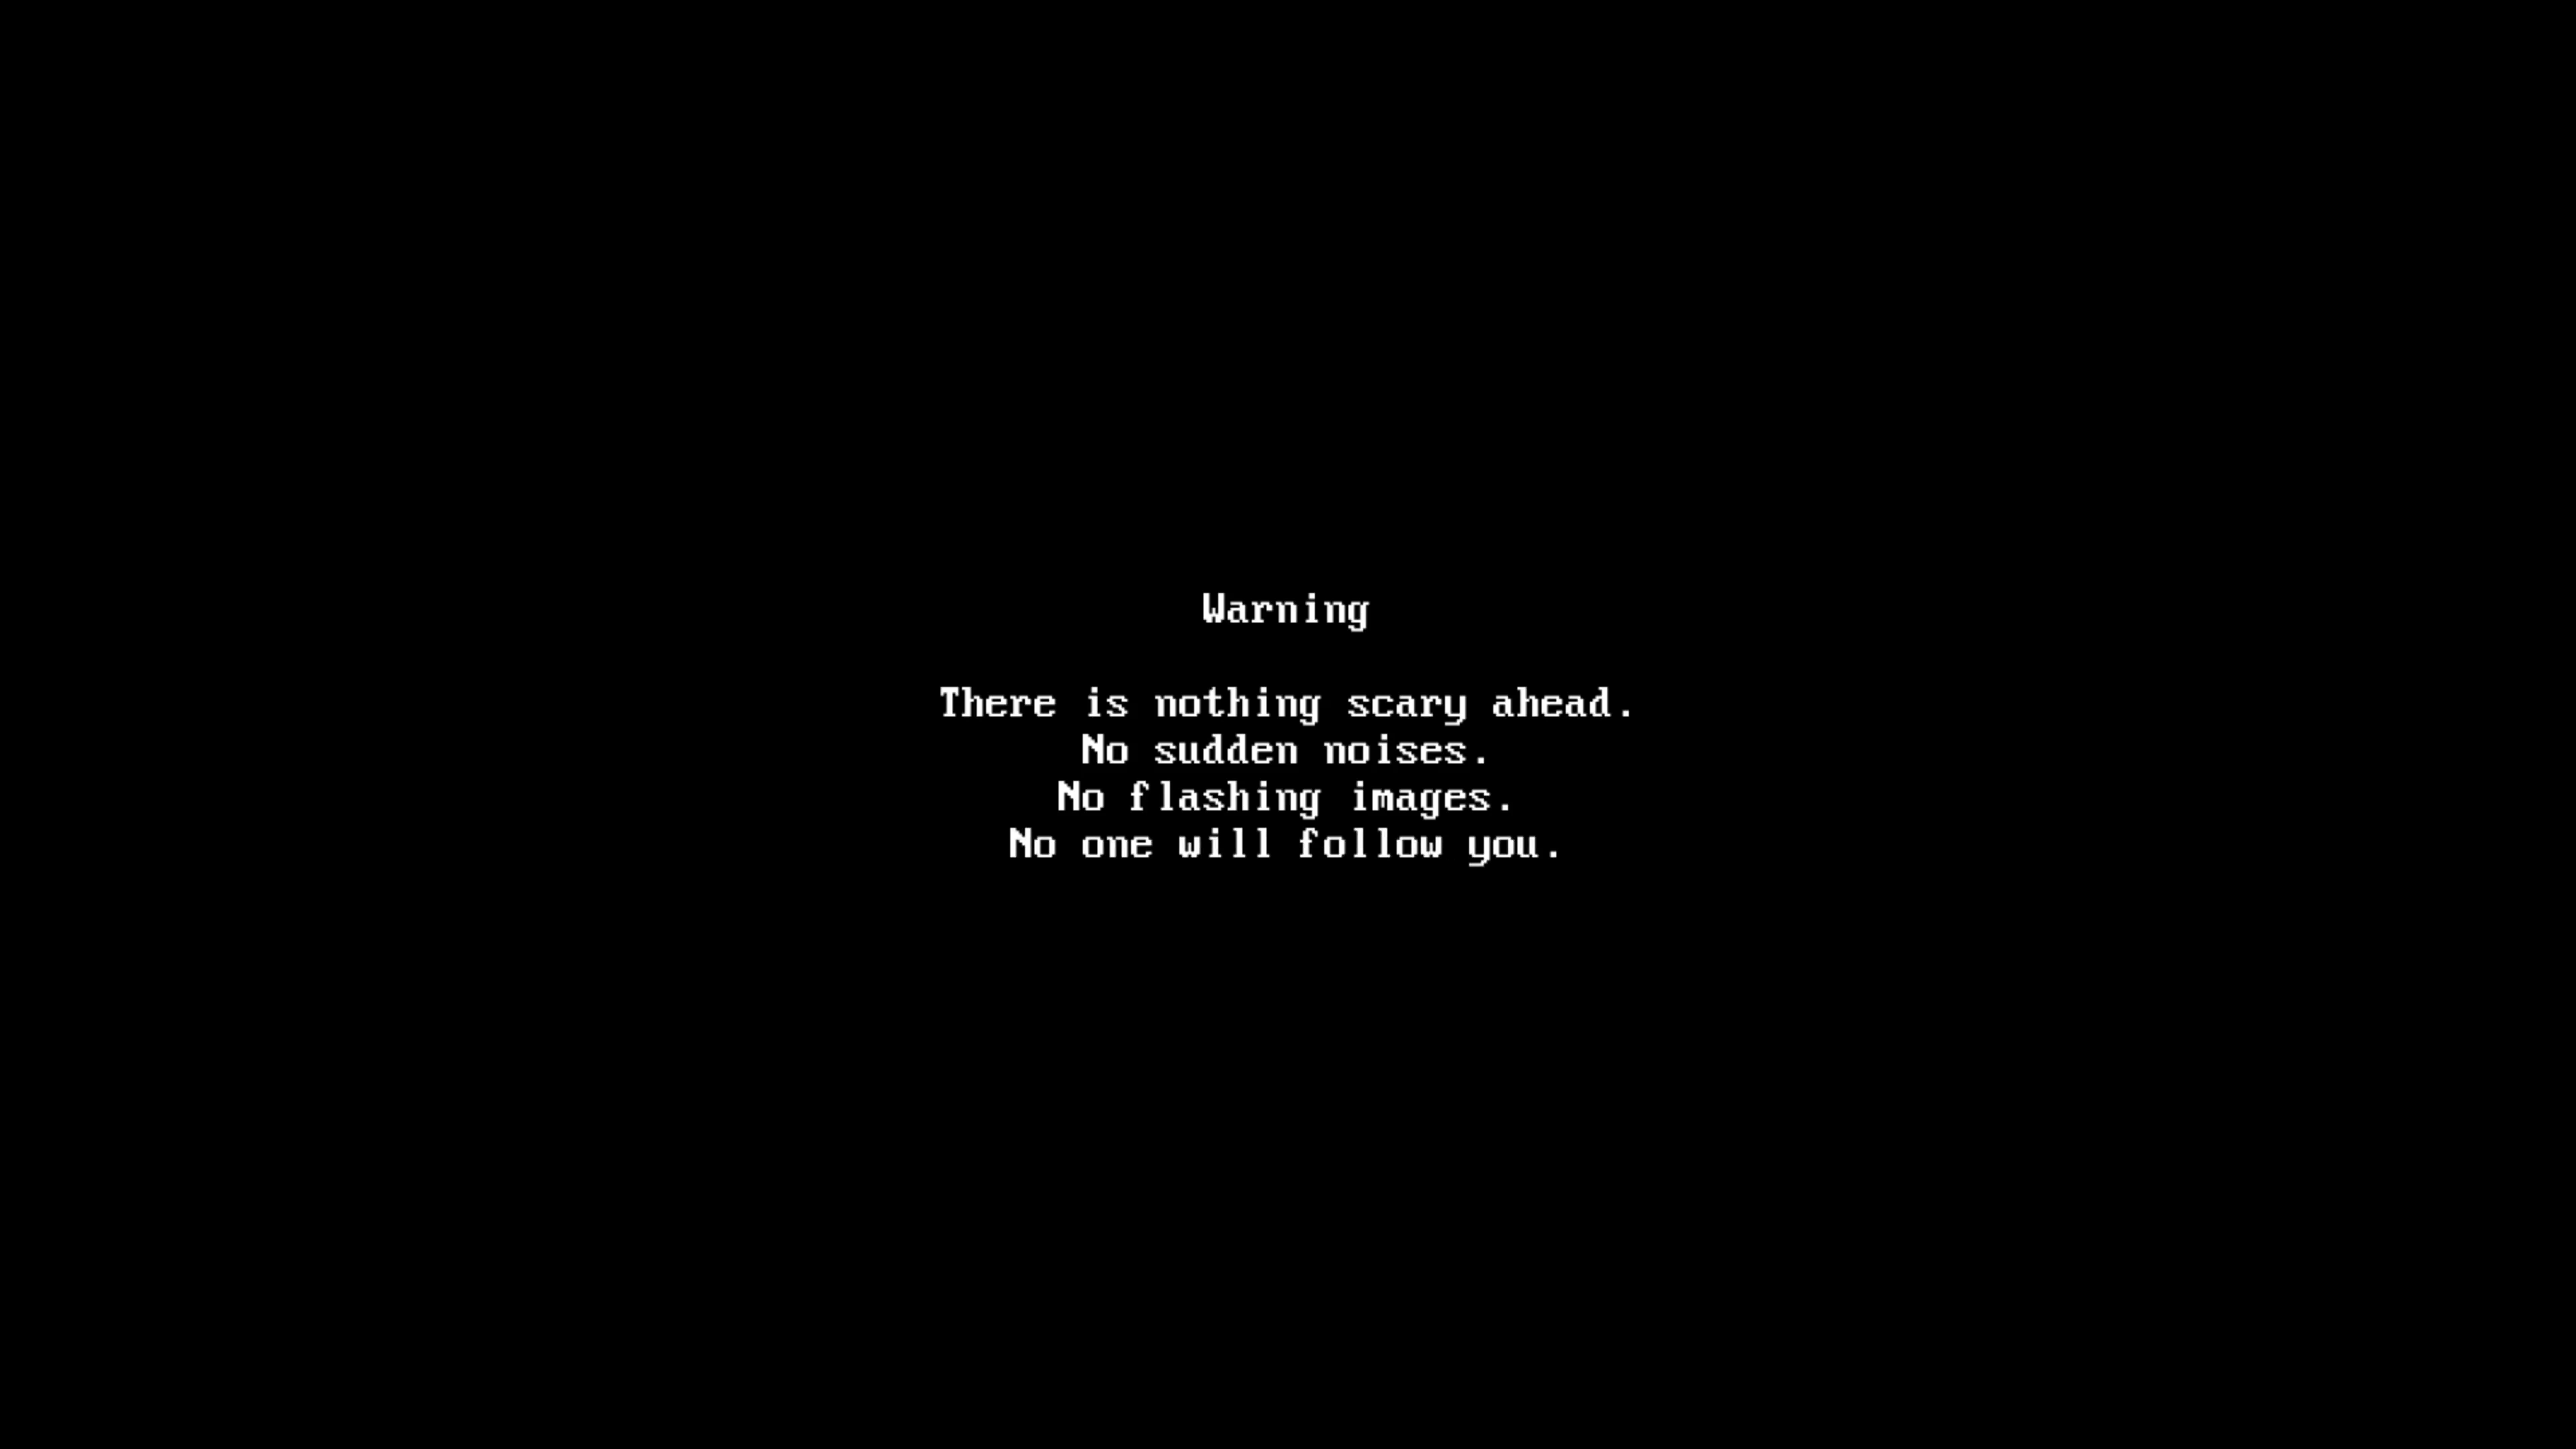 Warning
There is nothing scary ahead.
No sudden noises.
No flashing images.
No one will follow you.